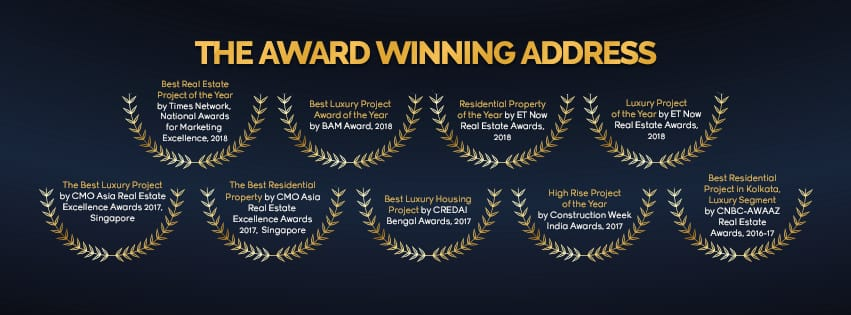 THE AWARD WINNING ADDRESS
Best Real Estate
Project of the Year
by Times Network,
National Awards
for Marketing
Excellence, 2018
Best Luxury Project
Award of the Year
by BAM Award, 2018
Residential Property
of the Year by ET Now
Real Estate Awards,
2018
Luxury Project
of the Year by ET Now
Real Estate Awards,
2018
The Best Luxury Project
by CMO Asia Real Estate
Excellence Awards 2017,
Singapore
The Best Residential
Property by CMO Asia
Real Estate
Excellence Awards
2017, Singapore
Best Luxury Housing
Project by CREDAI
Bengal Awards, 2017
High Rise Project
of the Year
by Construction Week
India Awards, 2017
Best Residential
Project in Kolkata,
Luxury Segment
by CNBC-AWAAZ
Real Estate
Awards, 2016-17